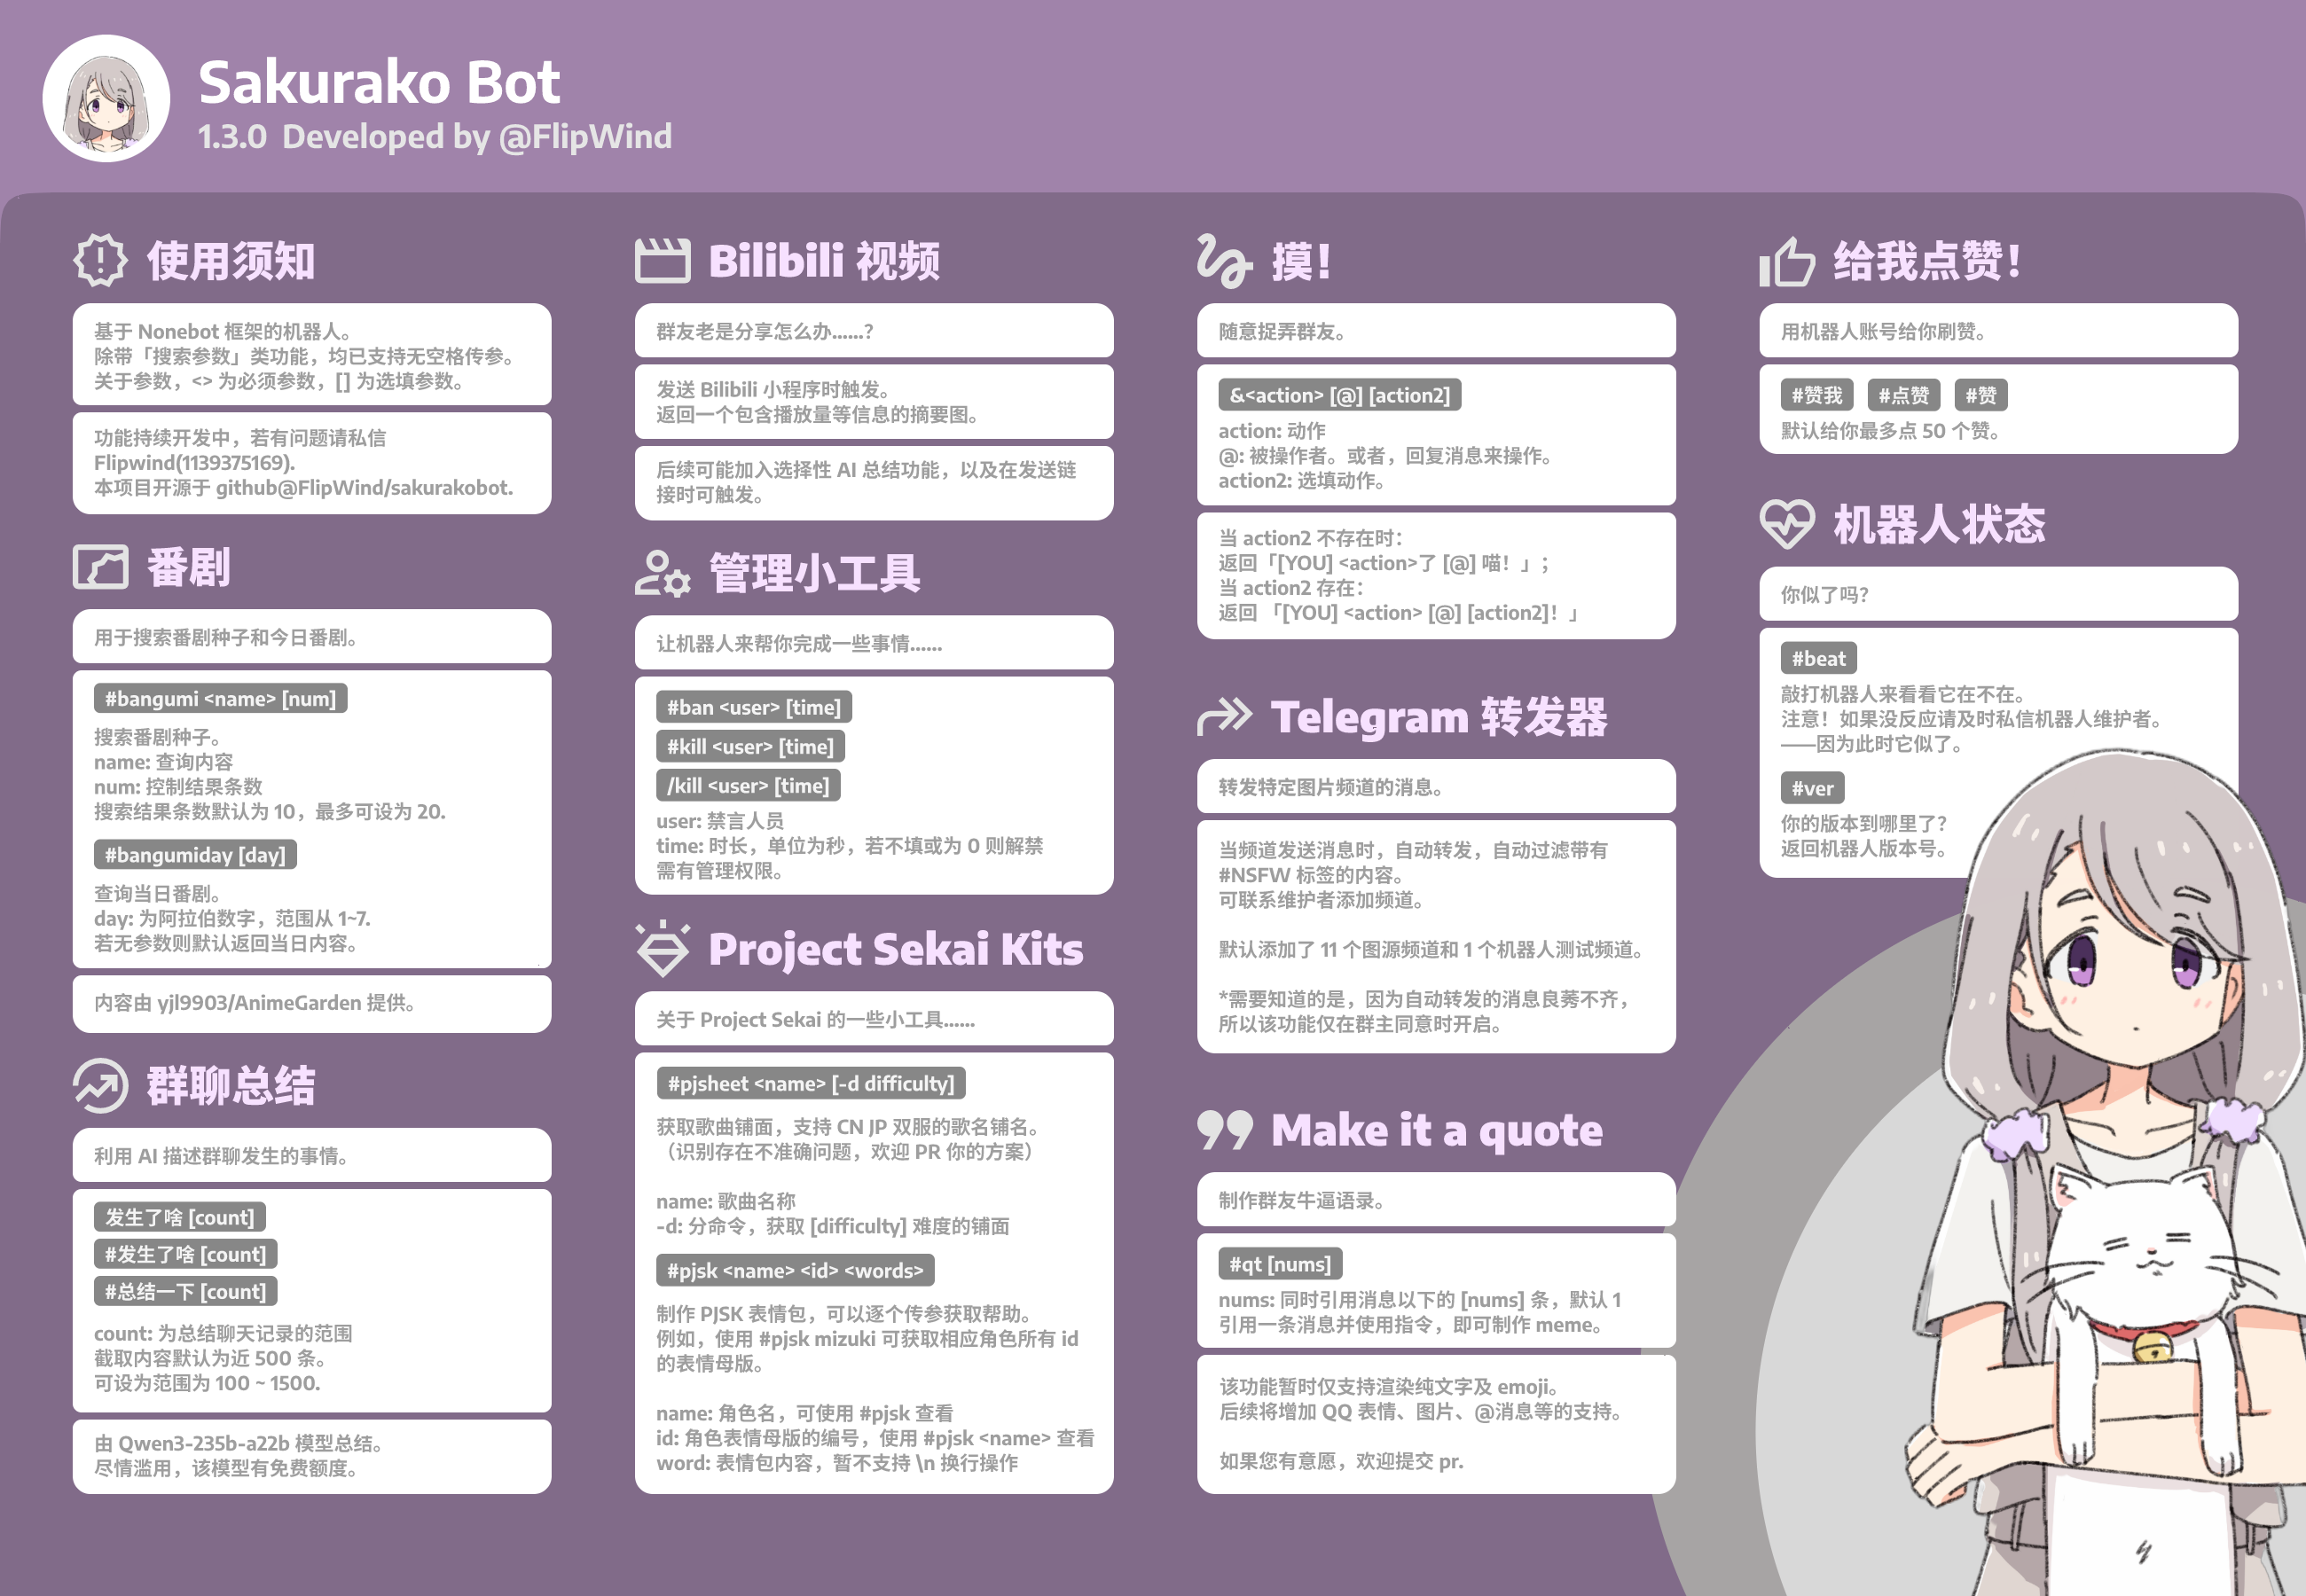 Sakurako Bot
1.3.0 Developed by @FlipWind
使用须知
基于 Nonebot 框架的机器人。
除带「搜索参数」类功能，均已支持无空格传参。
关于参数，<> 为必须参数，[] 为选填参数。
功能持续开发中，若有问题请私信
Flipwind(1139375169).
本项目开源于 github@FlipWind/sakurakobot.
番剧
用于搜索番剧种子和今日番剧。
#bangumi <name> [num]
搜索番剧种子。
name: 查询内容
num: 控制结果条数
搜索结果条数默认为 10，最多可设为 20.
#bangumiday [day]
查询当日番剧。
day: 为阿拉伯数字，范围从 1~7.
若无参数则默认返回当日内容。
内容由 yjl9903/AnimeGarden 提供。
群聊总结
利用 AI 描述群聊发生的事情。
发生了啥 [count]
#发生了啥 [count]
#总结一下 [count]
count: 为总结聊天记录的范围
截取内容默认为近 500 条。
可设为范围为 100 ~ 1500.
由 Qwen3-235b-a22b 模型总结。
尽情滥用，该模型有免费额度。
Bilibili 视频
群友老是分享怎么办......?
发送 Bilibili 小程序时触发。
返回一个包含播放量等信息的摘要图。
后续可能加入选择性 AI 总结功能，以及在发送链
接时可触发。
管理小工具
让机器人来帮你完成一些事情......
#ban <user> [time]
#kill <user> [time]
/kill <user> [time]
user: 禁言人员
time: 时长，单位为秒，若不填或为 0 则解禁
需有管理权限。
Project Sekai Kits
关于 Project Sekai 的一些小工具......
#pjsheet <name> [-d difficulty]
获取歌曲铺面，支持 CN JP 双服的歌名铺名。
（识别存在不准确问题，欢迎 PR 你的方案）
name: 歌曲名称
-d: 分命令，获取 [difficulty] 难度的铺面
#pjsk <name> <id> <words>
制作 PJSK 表情包，可以逐个传参获取帮助。
例如，使用 #pjsk mizuki 可获取相应角色所有 id
的表情母版。
name: 角色名，可使用 #pjsk 查看
id: 角色表情母版的编号，使用 #pjsk <name> 查看
word: 表情包内容，暂不支持 \n 换行操作
摸！
随意捉弄群友。
&<action> [@] [action2]
action: 动作
@: 被操作者。或者，回复消息来操作。
action2: 选填动作。
当 action2 不存在时：
返回「[YOU] <action>了 [@] 喵！」；
当 action2 存在：
返回 「[YOU] <action> [@] [action2]！」
Telegram 转发器
转发特定图片频道的消息。
当频道发送消息时，自动转发，自动过滤带有
#NSFW 标签的内容。
可联系维护者添加频道。
默认添加了 11 个图源频道和 1 个机器人测试频道。
*需要知道的是，因为自动转发的消息良莠不齐，
所以该功能仅在群主同意时开启。
Make it a quote
制作群友牛逼语录。
#qt [nums]
nums: 同时引用消息以下的 [nums] 条，默认 1
引用一条消息并使用指令，即可制作 meme。
该功能暂时仅支持渲染纯文字及 emoji。
后续将增加 QQ 表情、图片、@消息等的支持。
如果您有意愿，欢迎提交 pr.
给我点赞！
用机器人账号给你刷赞。
#赞我 #点赞 #赞
默认给你最多点 50 个赞。
机器人状态
你似了吗？
#beat
敲打机器人来看看它在不在。
注意！如果没反应请及时私信机器人维护者。
——因为此时它似了。
#ver
你的版本到哪里了？
返回机器人版本号。